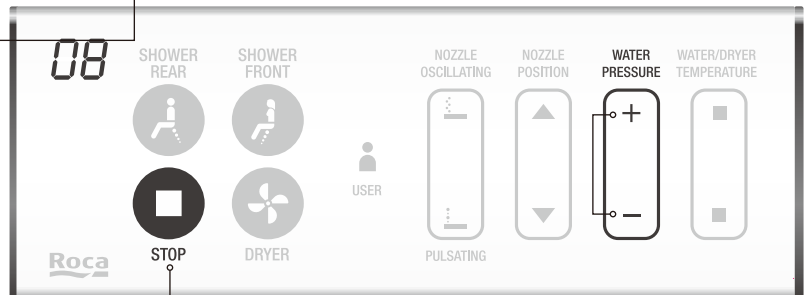 08
SHOWER
REAR
SHOWER
FRONT
NOZZLE
OSCILLATING
NOZZLE
POSITION
WATER
PRESSURE
WATER/DRYER
TEMPERATURE
+
−
USER
STOP
DRYER
PULSATING
Roca